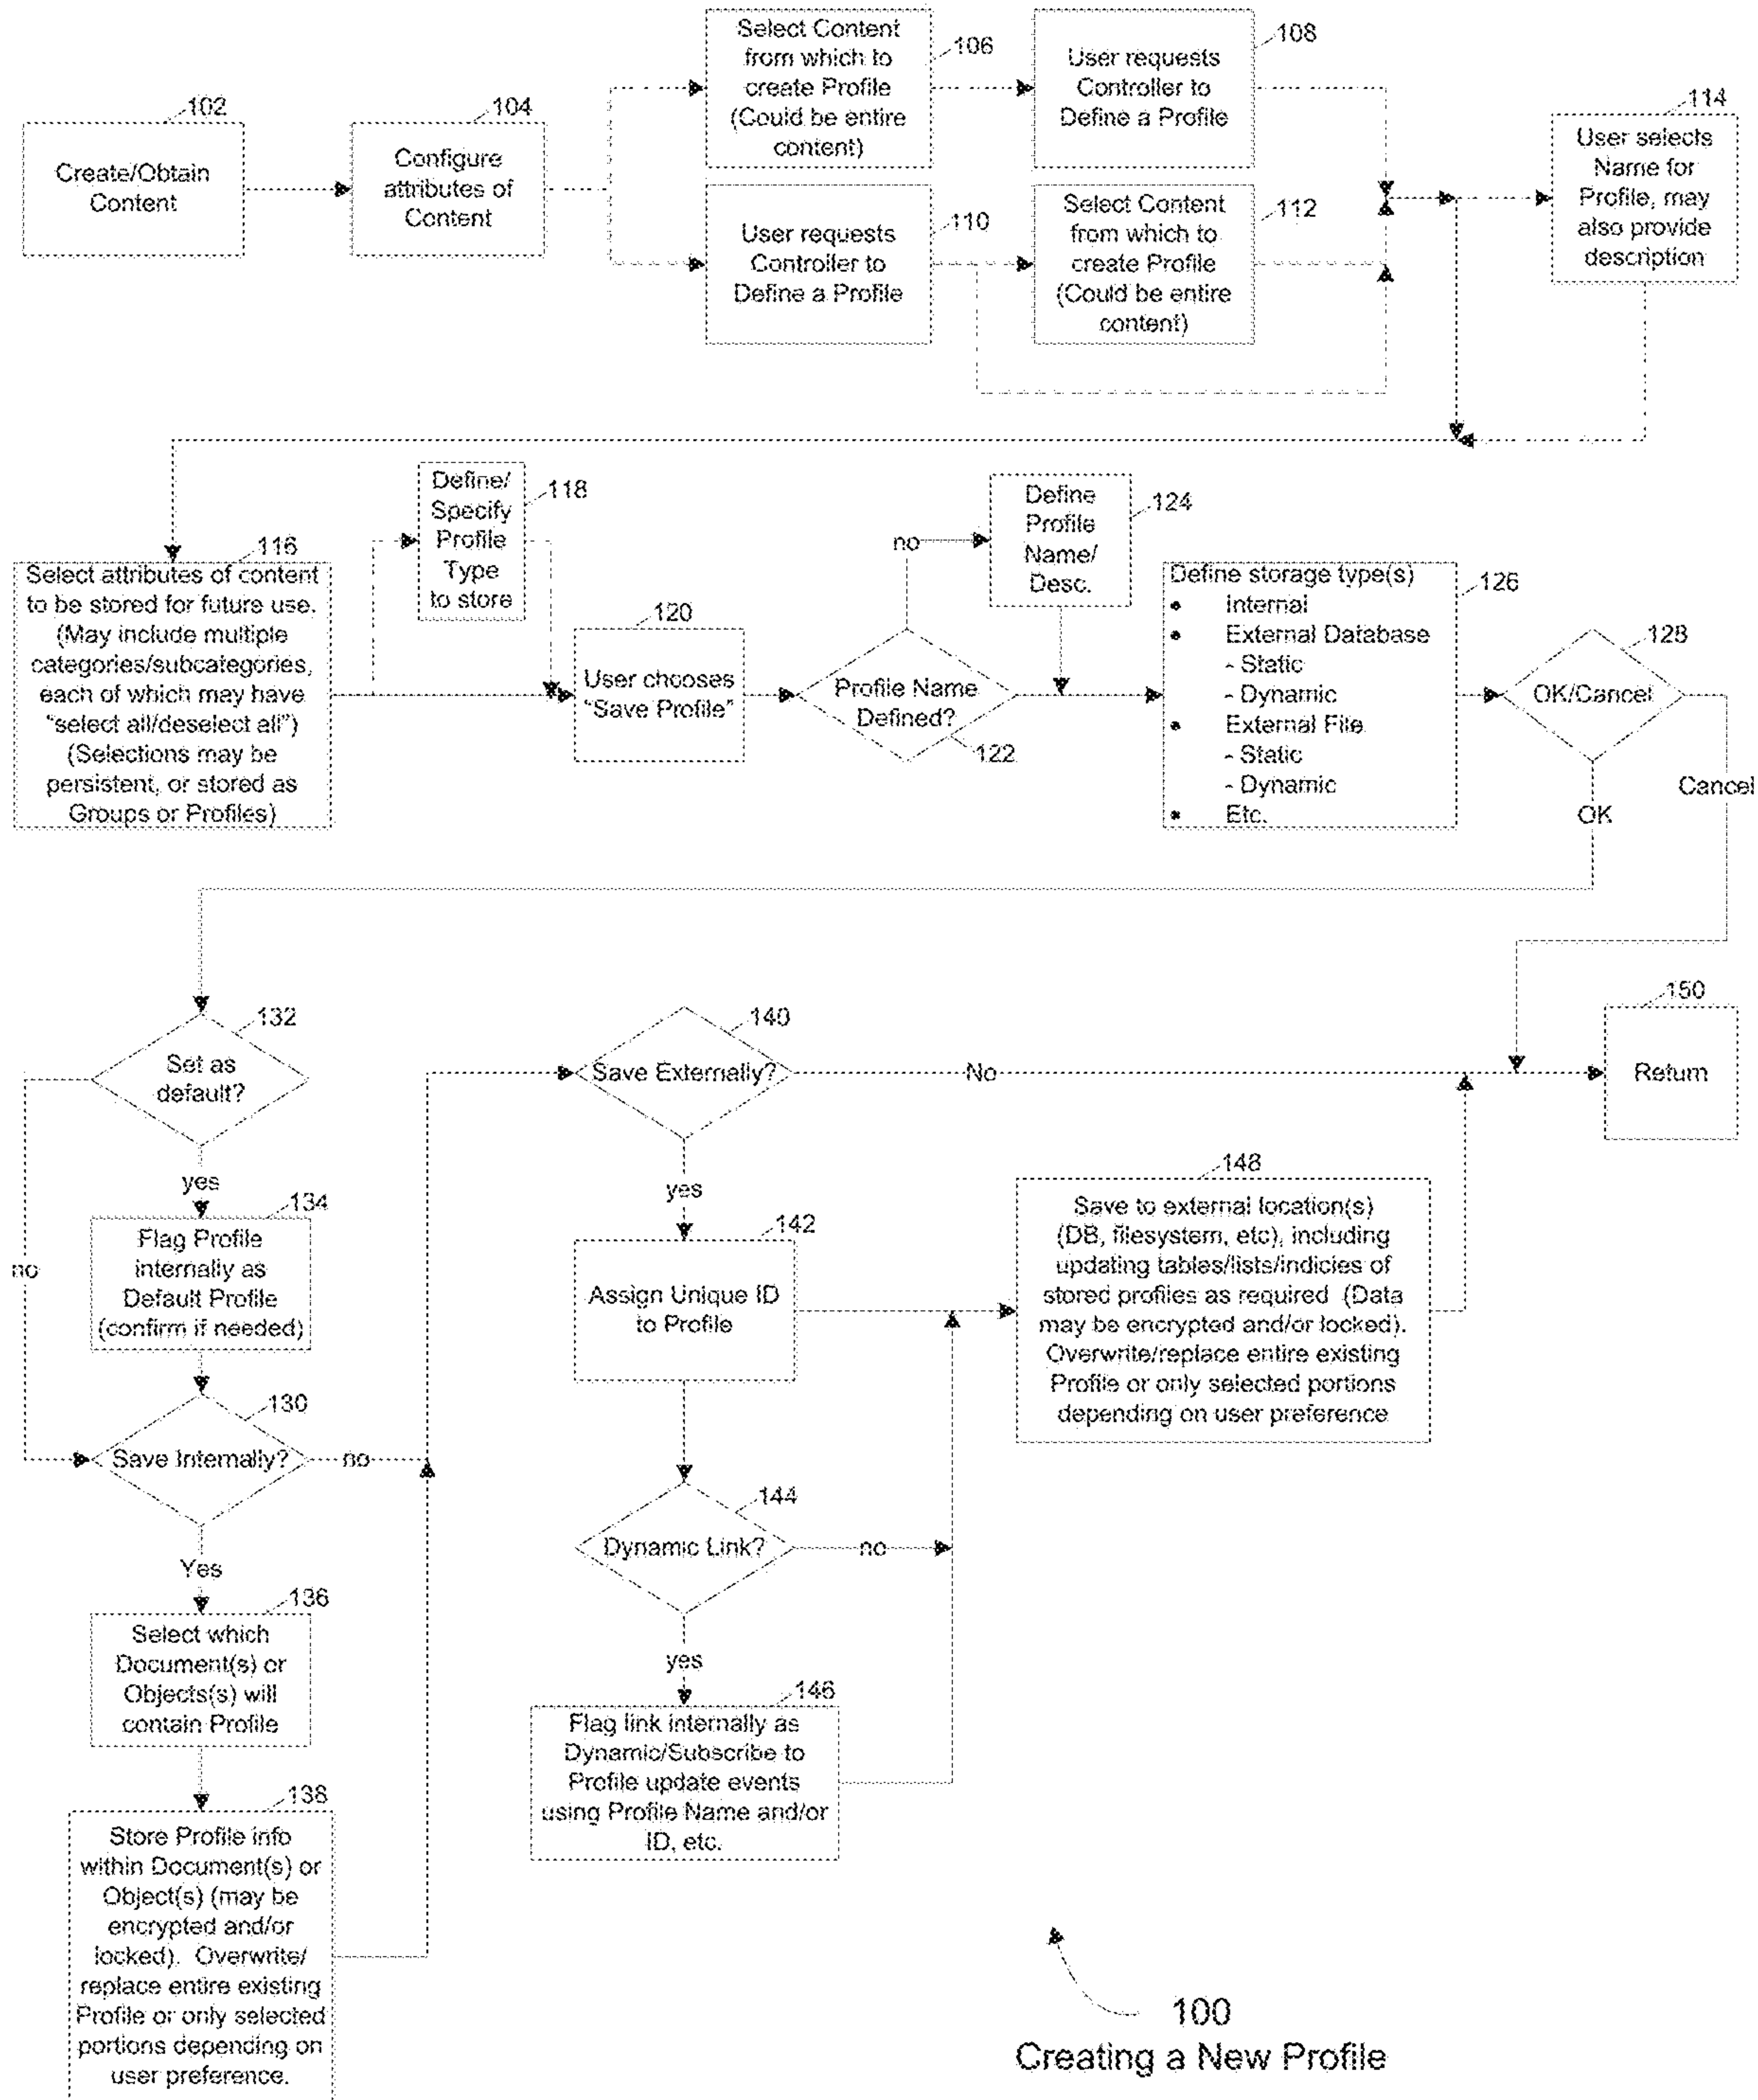 102
Create/Obtain
Content
104
Configure
attributes of
Content
106
Select Content
from which to
create Profile
(Could be entire
content)
108
User requests
Controller to
Define a Profile
110
User requests
Controller to
Define a Profile
112
Select Content
from which to
create Profile
(Could be entire
content)
114
User selects
Name for
Profile, may
also provide
description
116
Select attributes of content
to be stored for future use.
(May include multiple
categories/subcategories,
each of which may have
"select all/deselect all")
(Selections may be
persistent, or stored as
Groups or Profiles)
118
Define/
Specify
Profile
Type
to store
120
User chooses
"Save Profile"
Profile Name
Defined?
122
no
124
Define
Profile
Name/
Desc.
126
Define storage type(s)
• Internal
• External Database
- Static
- Dynamic
• External File
- Static
- Dynamic
• Etc.
128
OK/Cancel
Cancel
OK
132
Set as
default?
no
yes
134
Flag Profile
internally as
Default Profile
(confirm if needed)
130
Save Internally?
no
Yes
136
Select which
Document(s) or
Objects(s) will
contain Profile
138
Store Profile info
within Document(s) or
Object(s) (may be
encrypted and/or
locked). Overwrite/
replace entire existing
Profile or only selected
portions depending on
user preference.
140
Save Externally?
No
yes
142
Assign Unique ID
to Profile
144
Dynamic Link?
no
yes
146
Flag link internally as
Dynamic/Subscribe to
Profile update events
using Profile Name and/or
ID, etc.
148
Save to external location(s)
(DB, filesystem, etc), including
updating tables/lists/indicies of
stored profiles as required (Data
may be encrypted and/or locked).
Overwrite/replace entire existing
Profile or only selected portions
depending on user preference
150
Return
100
Creating a New Profile